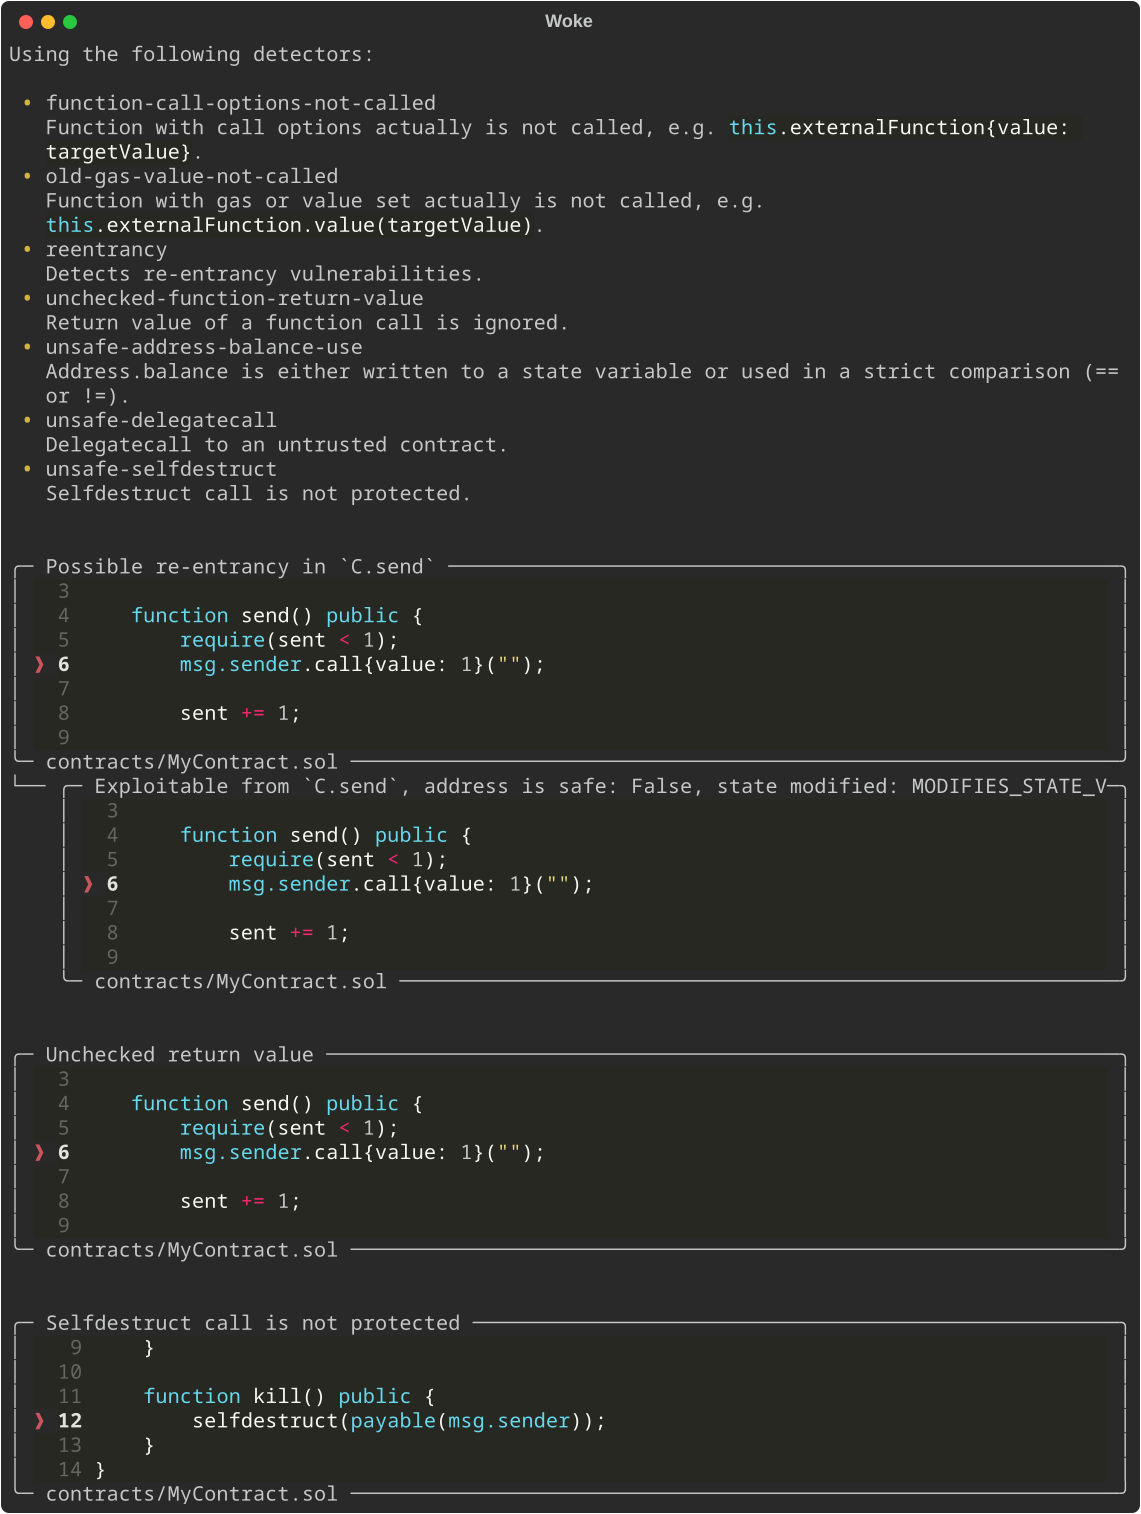 Woke
Using the following detectors:
• function-call-options-not-called
Function with call options actually is not called, e.g. this.externalFunction{value:
targetValue}.
• old-gas-value-not-called
Function with gas or value set actually is not called, e.g.
this.externalFunction.value(targetValue).
• reentrancy
Detects re-entrancy vulnerabilities.
• unchecked-function-return-value
Return value of a function call is ignored.
• unsafe-address-balance-use
Address.balance is either written to a state variable or used in a strict comparison (==
or !=).
• unsafe-delegatecall
Delegatecall to an untrusted contract.
• unsafe-selfdestruct
Selfdestruct call is not protected.
Possible re-entrancy in `C.send`
3
4     function send() public {
5         require(sent < 1);
❱ 6         msg.sender.call{value: 1}("");
7
8         sent += 1;
9
contracts/MyContract.sol
Exploitable from `C.send`, address is safe: False, state modified: MODIFIES_STATE_V
3
4     function send() public {
5         require(sent < 1);
❱ 6         msg.sender.call{value: 1}("");
7
8         sent += 1;
9
contracts/MyContract.sol
Unchecked return value
3
4     function send() public {
5         require(sent < 1);
❱ 6         msg.sender.call{value: 1}("");
7
8         sent += 1;
9
contracts/MyContract.sol
Selfdestruct call is not protected
9     }
10
11     function kill() public {
❱ 12         selfdestruct(payable(msg.sender));
13     }
14 }
contracts/MyContract.sol